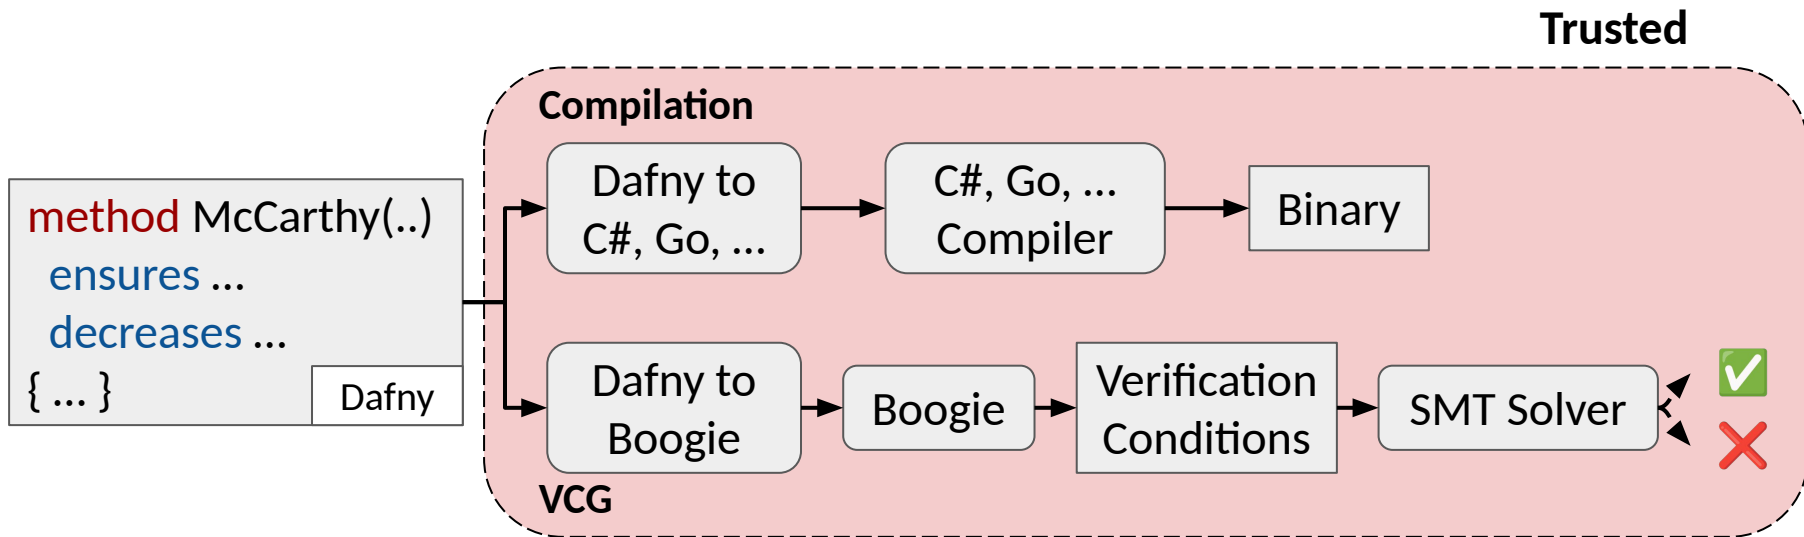 Trusted
Compilation
method McCarthy(..)
ensures ...
decreases ...
{ ... }
Dafny
Dafny to
C#, Go, ...
C#, Go, ...
Compiler
Binary
Dafny to
Boogie
Boogie
Verification
Conditions
SMT Solver
VCG